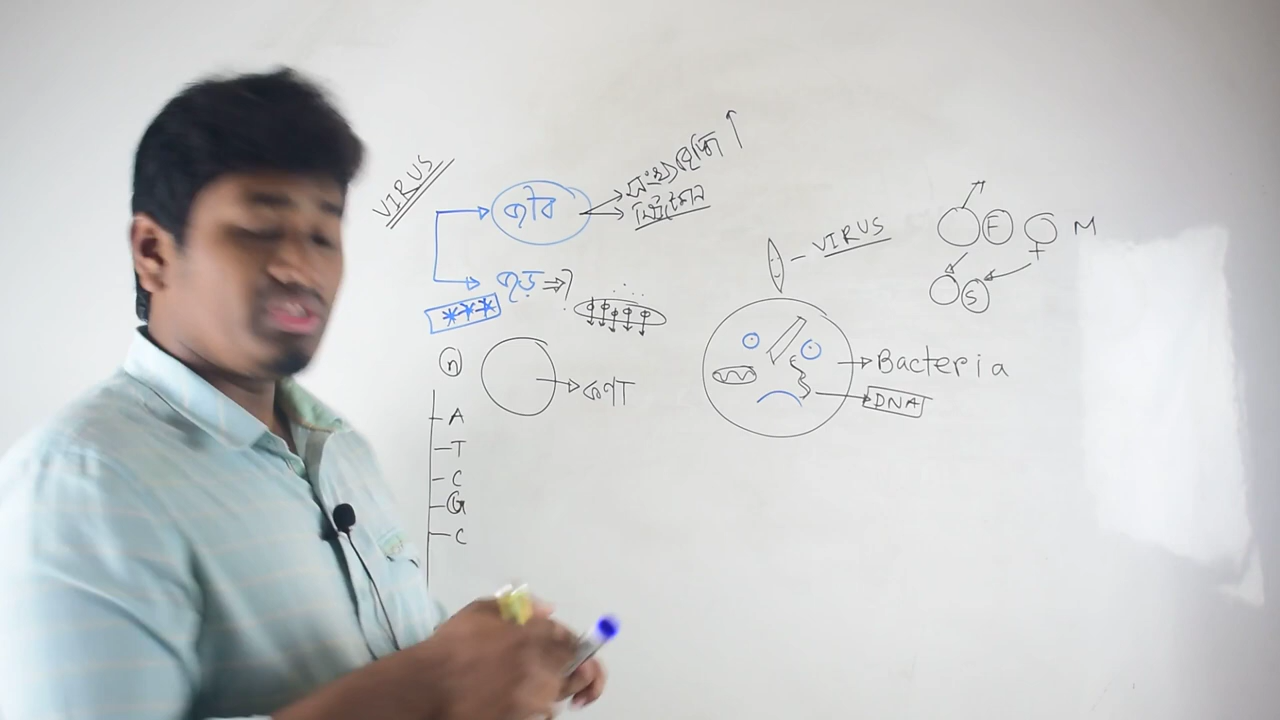 VIRUS
জীব
সংখ্যাবৃদ্ধি ↑
মিউটেশন
জড় ⇒ ?
***
n
কণা
A
T
C
G
C
VIRUS
Bacteria
DNA
F
M
S